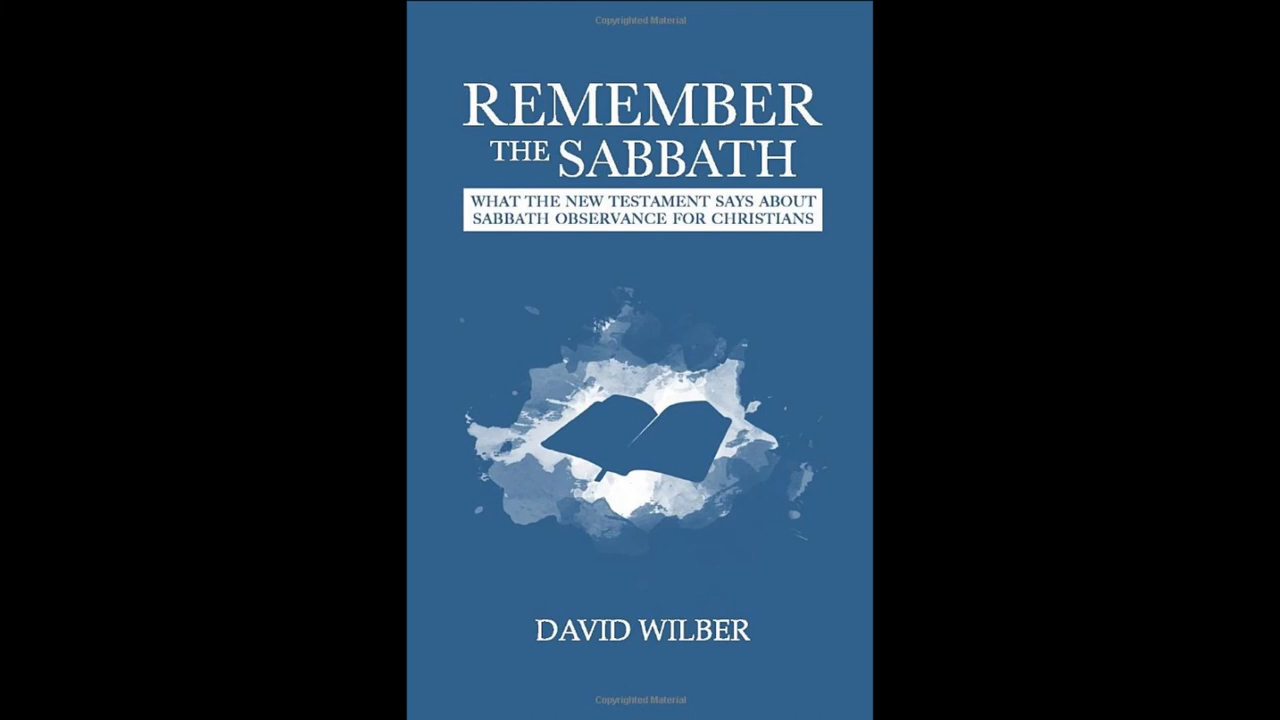 Copyrighted Material
REMEMBER
THE SABBATH
WHAT THE NEW TESTAMENT SAYS ABOUT
SABBATH OBSERVANCE FOR CHRISTIANS
DAVID WILBER
Copyrighted Material